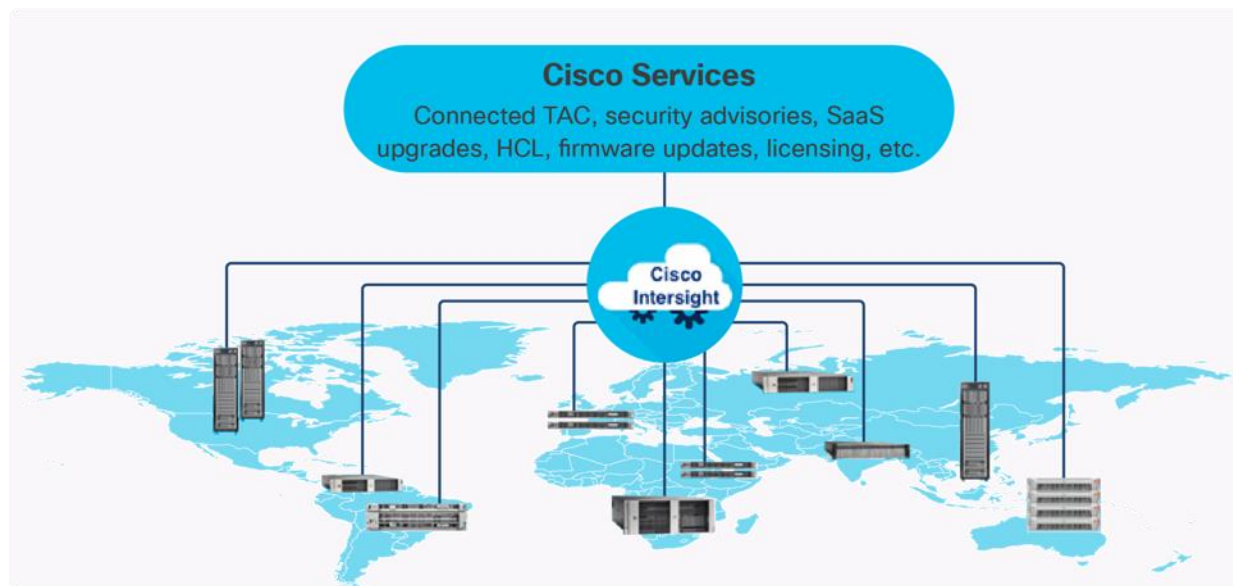 Cisco Services
Connected TAC, security advisories, SaaS
upgrades, HCL, firmware updates, licensing, etc.
Cisco
Intersight